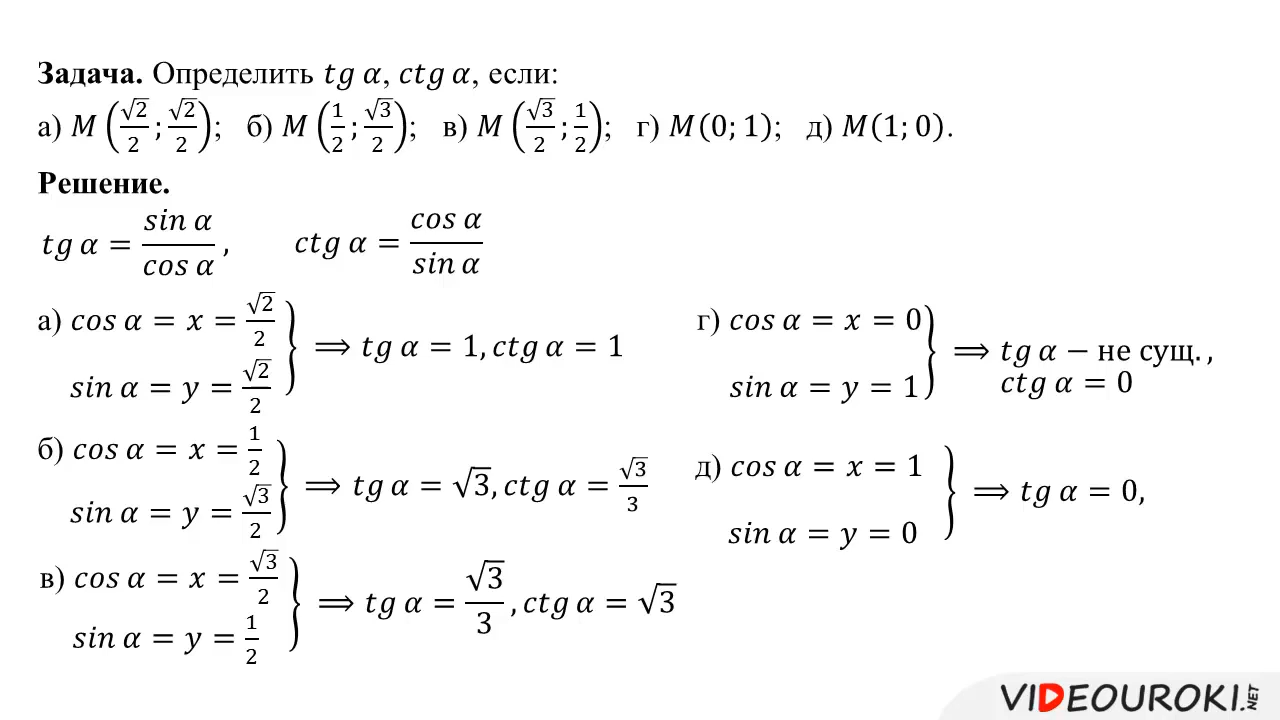 Задача. Определить tg α, ctg α, если:
а) M (√2/2; √2/2); б) M (1/2; √3/2); в) M (√3/2; 1/2); г) M(0; 1); д) M(1; 0).
Решение.
tg α = sin α/cos α, ctg α = cos α/sin α
а) cos α = x = √2/2
sin α = y = √2/2
} ⟹ tg α = 1, ctg α = 1
б) cos α = x = 1/2
sin α = y = √3/2
} ⟹ tg α = √3, ctg α = √3/3
в) cos α = x = √3/2
sin α = y = 1/2
} ⟹ tg α = √3/3, ctg α = √3
г) cos α = x = 0
sin α = y = 1
} ⟹ tg α − не сущ.,
ctg α = 0
д) cos α = x = 1
sin α = y = 0
} ⟹ tg α = 0,
VIDEOUROKI.NET